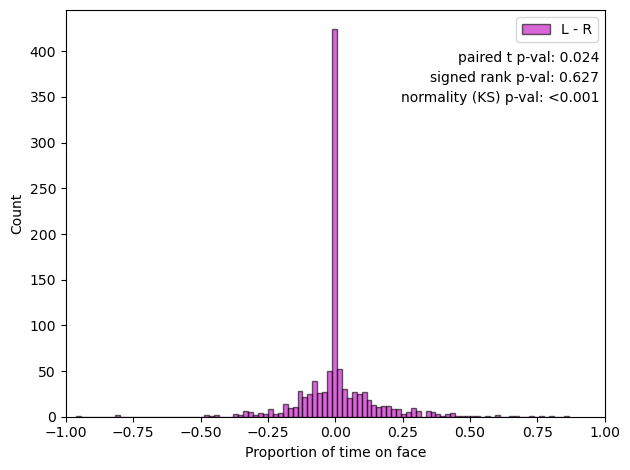 L - R
paired t p-val: 0.024
signed rank p-val: 0.627
normality (KS) p-val: <0.001
400
350
300
250
200
150
100
50
0
Count
−1.00 −0.75 −0.50 −0.25 0.00 0.25 0.50 0.75 1.00
Proportion of time on face